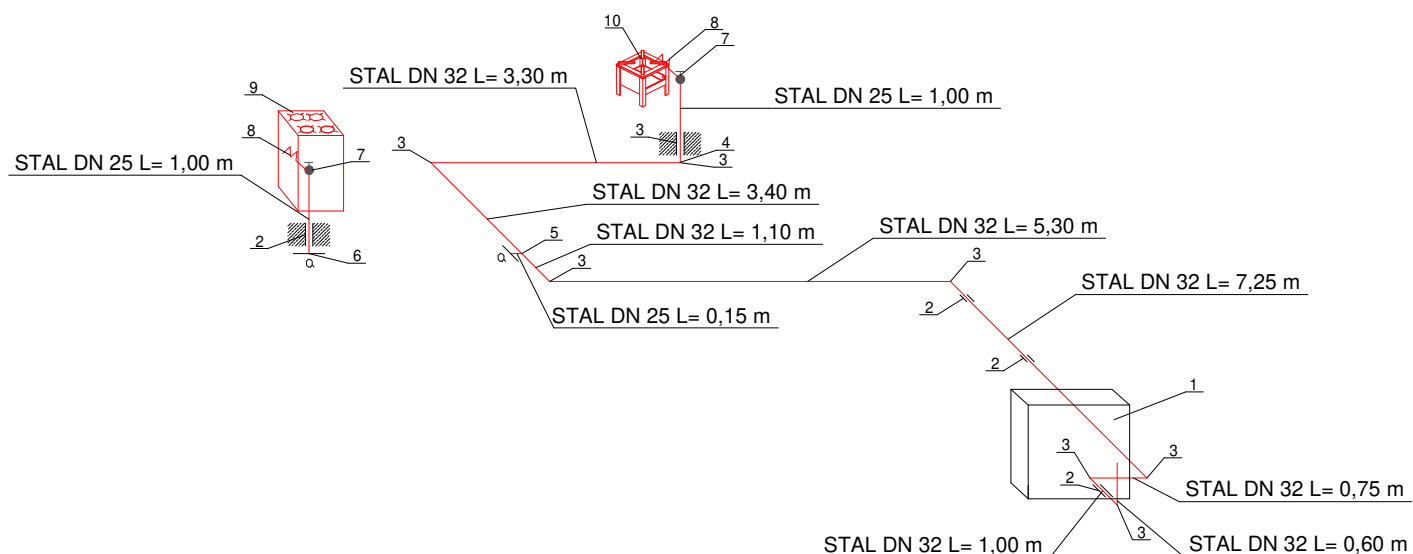 10
8
7
STAL DN 32 L= 3,30 m
9
STAL DN 25 L= 1,00 m
8
3
4
3
7
3
STAL DN 25 L= 1,00 m
STAL DN 32 L= 3,40 m
2
a
6
5
a
STAL DN 32 L= 1,10 m
STAL DN 32 L= 5,30 m
3
3
STAL DN 32 L= 7,25 m
2
STAL DN 25 L= 0,15 m
2
1
3
3
2
STAL DN 32 L= 0,75 m
3
STAL DN 32 L= 1,00 m
STAL DN 32 L= 0,60 m